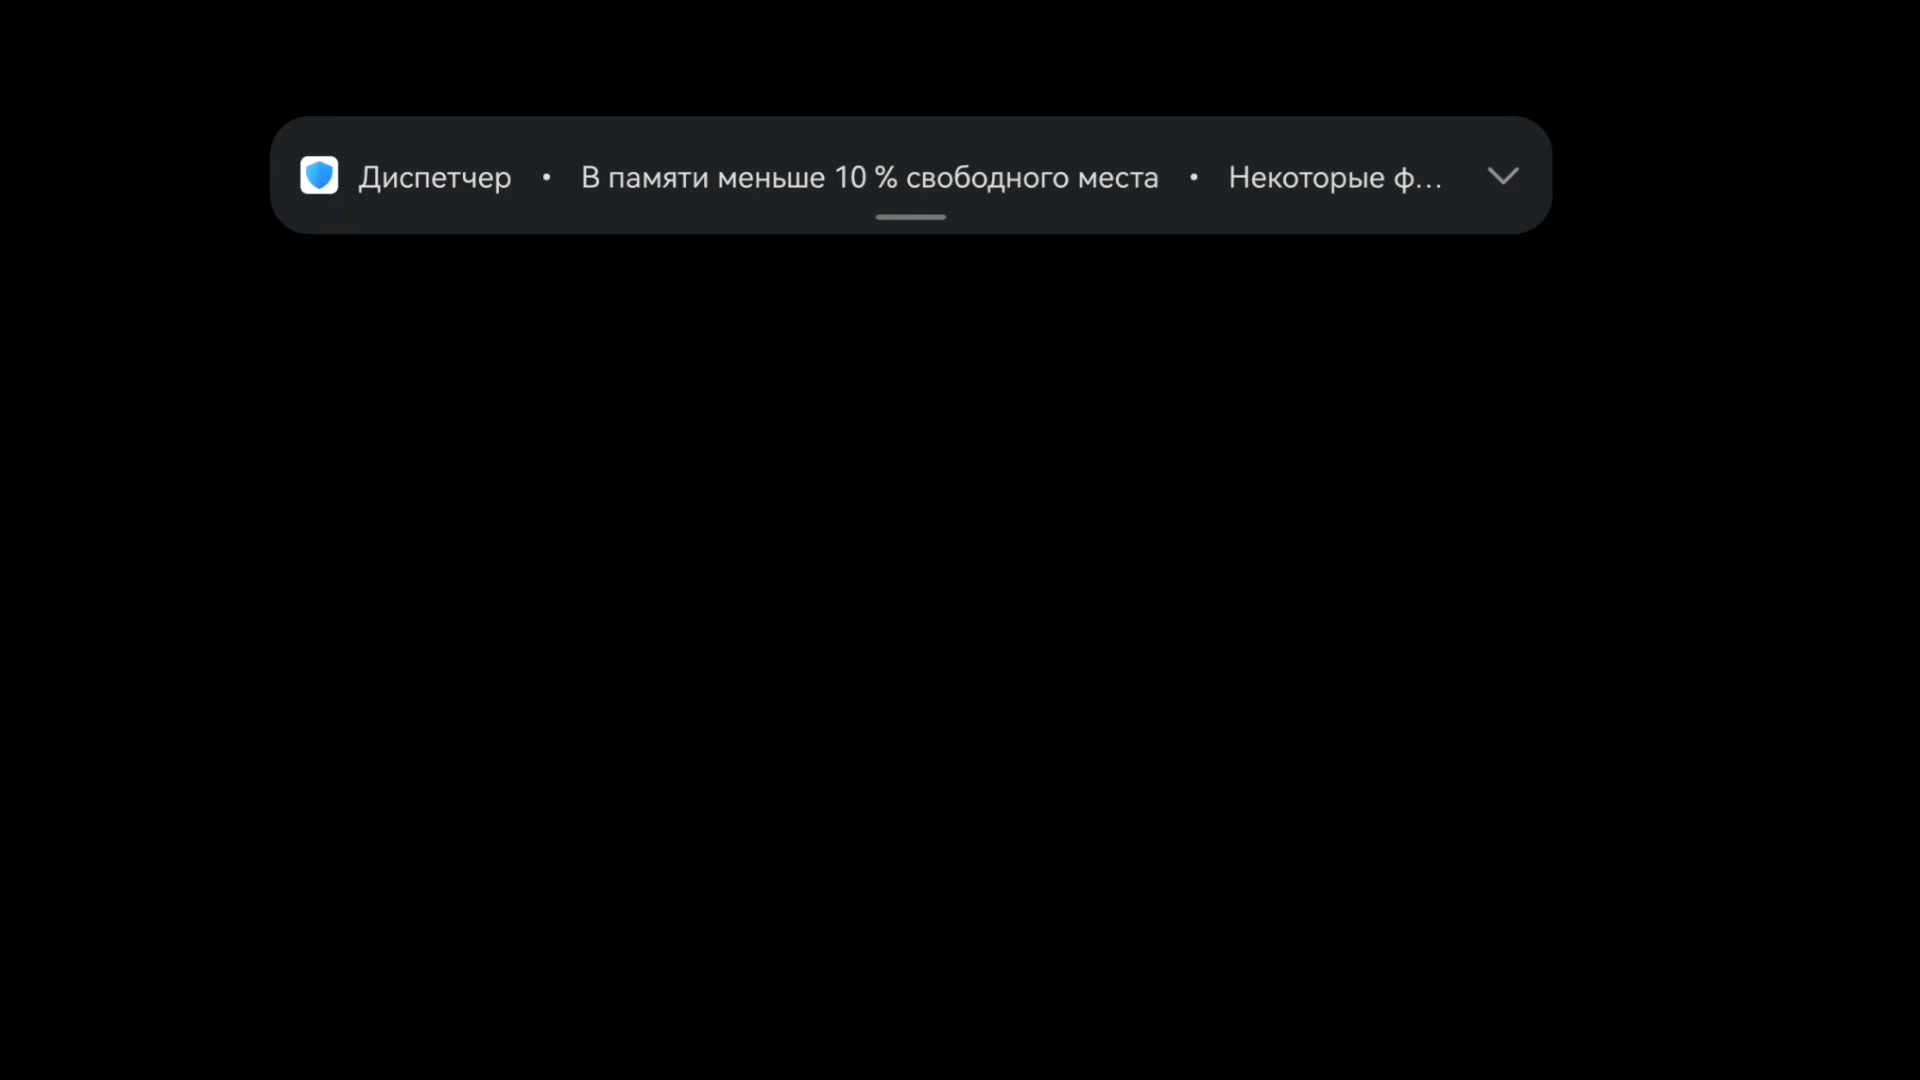 Диспетчер • В памяти меньше 10 % свободного места • Некоторые ф...